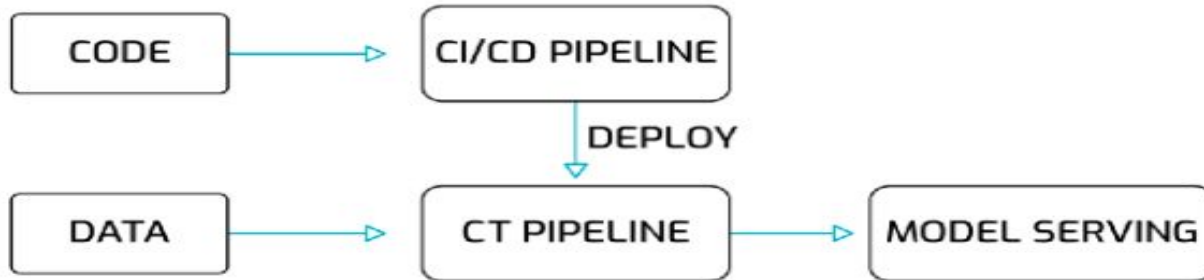 CODE
CI/CD PIPELINE
DEPLOY
DATA
CT PIPELINE
MODEL SERVING